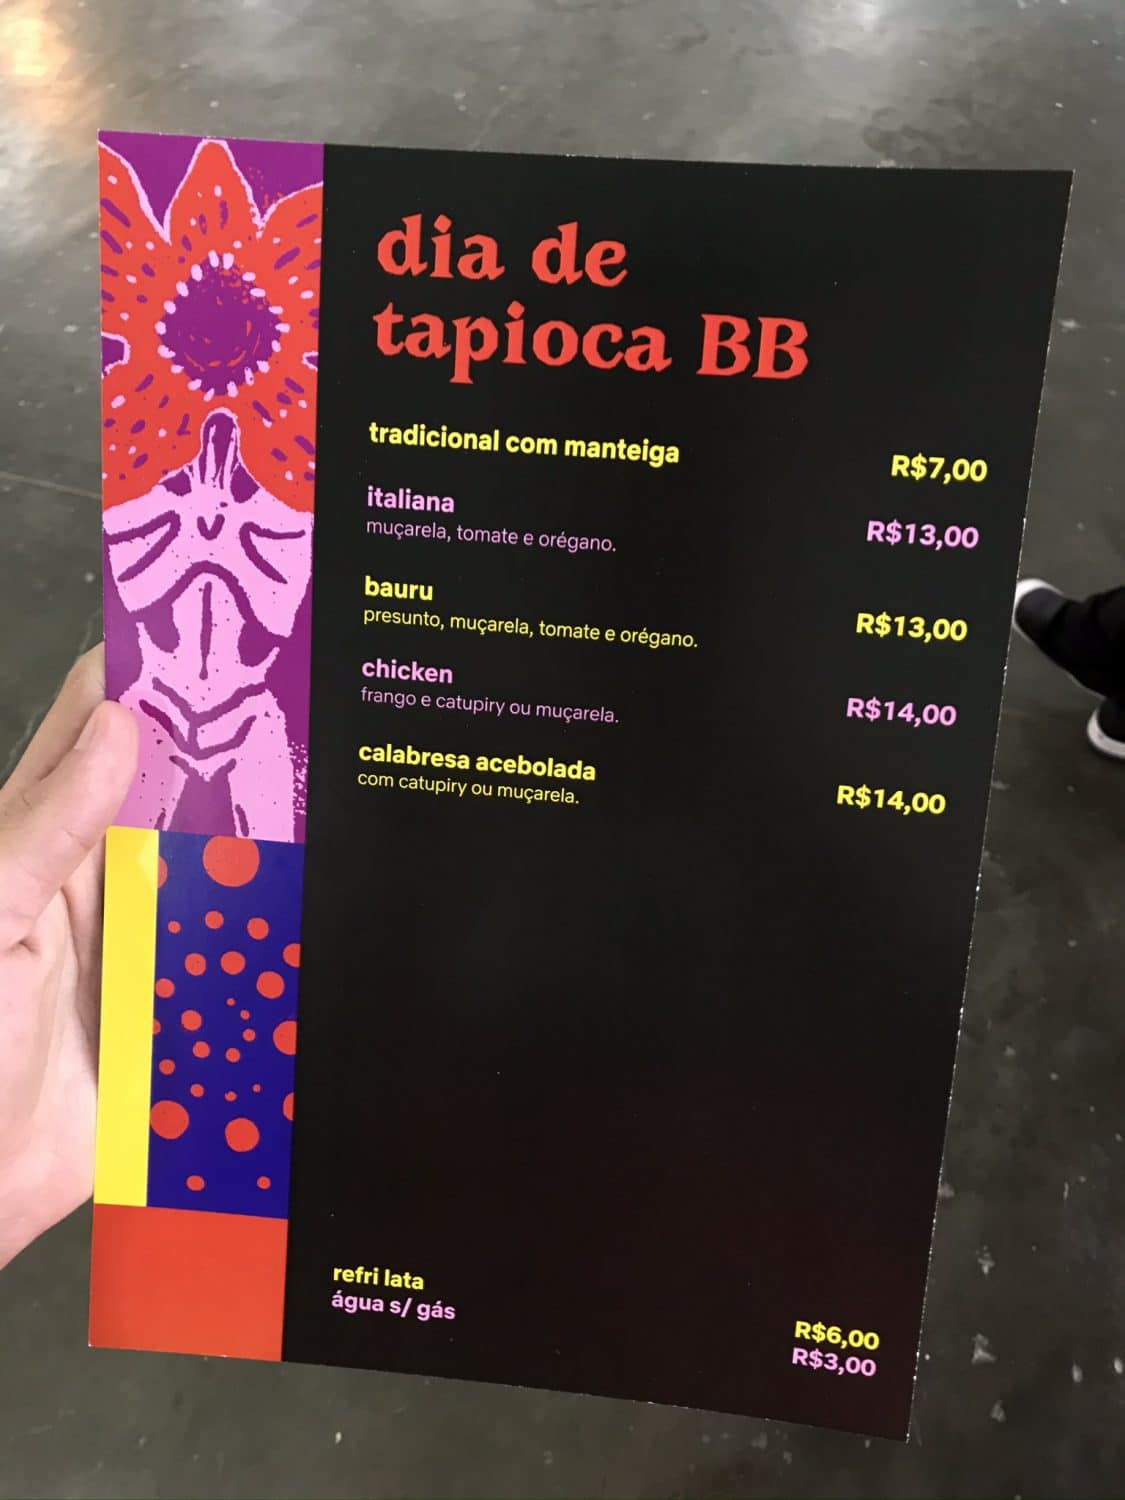 dia de
tapioca BB
tradicional com manteiga R$7,00
italiana R$13,00
muçarela, tomate e orégano.
bauru R$13,00
presunto, muçarela, tomate e orégano.
chicken R$14,00
frango e catupiry ou muçarela.
calabresa acebolada R$14,00
com catupiry ou muçarela.
refri lata R$6,00
água s/ gás R$3,00